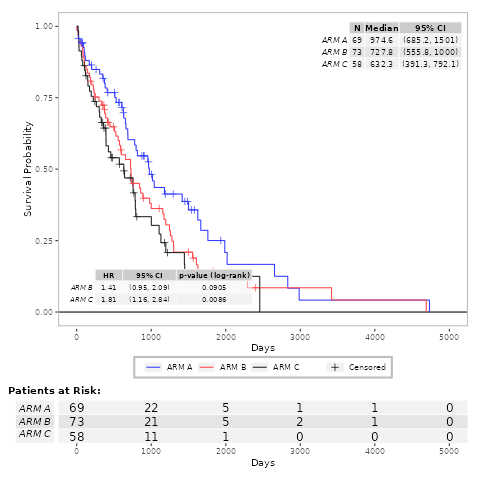 N Median 95% CI
ARM A 69 974.6 (685.2, 1501)
ARM B 73 727.8 (555.8, 1000)
ARM C 58 632.3 (391.3, 792.1)
1.00
0.75
0.50
0.25
0.00
Survival Probability
HR 95% CI p-value (log-rank)
ARM B 1.41 (0.95, 2.09) 0.0905
ARM C 1.81 (1.16, 2.84) 0.0086
0 1000 2000 3000 4000 5000
Days
ARM A ARM B ARM C Censored
Patients at Risk:
ARM A 69 22 5 1 1 0
ARM B 73 21 5 2 1 0
ARM C 58 11 1 0 0 0
0 1000 2000 3000 4000 5000
Days